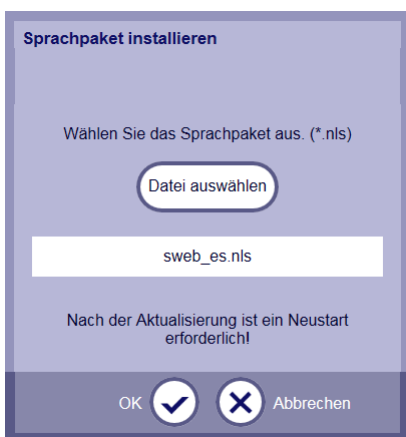 Sprachpaket installieren
Wählen Sie das Sprachpaket aus. (*.nls)
Datei auswählen
sweb_es.nls
Nach der Aktualisierung ist ein Neustart
erforderlich!
OK
Abbrechen